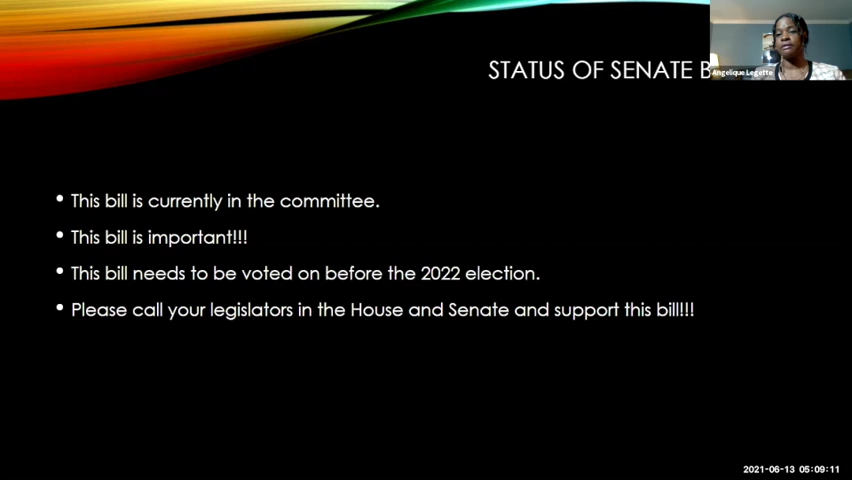 STATUS OF SENATE B
Angelique Legette
• This bill is currently in the committee.
• This bill is important!!!
• This bill needs to be voted on before the 2022 election.
• Please call your legislators in the House and Senate and support this bill!!!
2021-06-13 05:09:11